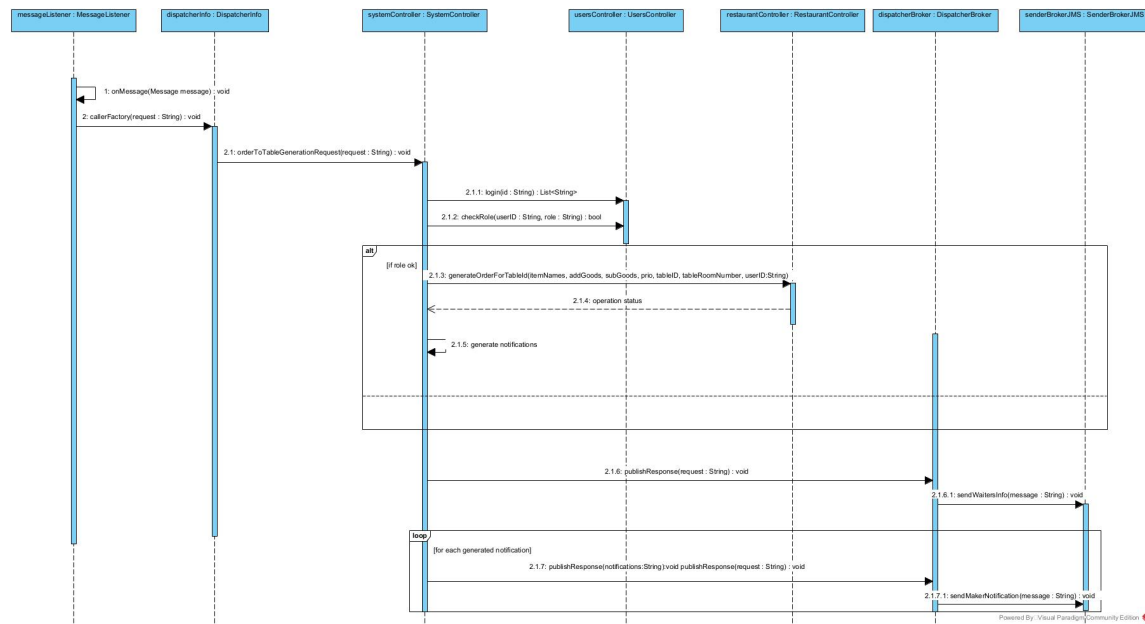 messageListener : MessageListener
dispatcherInfo : DispatcherInfo
systemController : SystemController
usersController : UsersController
restaurantController : RestaurantController
dispatcherBroker : DispatcherBroker
senderBrokerJMS : SenderBrokerJMS
1: onMessage(Message message) : void
2: callerFactory(request : String) : void
2.1: orderToTableGenerationRequest(request : String) : void
2.1.1: login(id : String) : List<String>
2.1.2: checkRole(userID : String, role : String) : bool
alt
[if role ok]
2.1.3: generateOrderForTableId(itemNames, addGoods, subGoods, prio, tableID, tableRoomNumber, userID:String)
2.1.4: operation status
2.1.5: generate notifications
2.1.6: publishResponse(request : String) : void
2.1.6.1: sendWaitersInfo(message : String) : void
loop
[for each generated notification]
2.1.7: publishResponse(notifications:String):void publishResponse(request : String) : void
2.1.7.1: sendMakerNotification(message : String) : void
Powered By: Visual Paradigm Community Edition